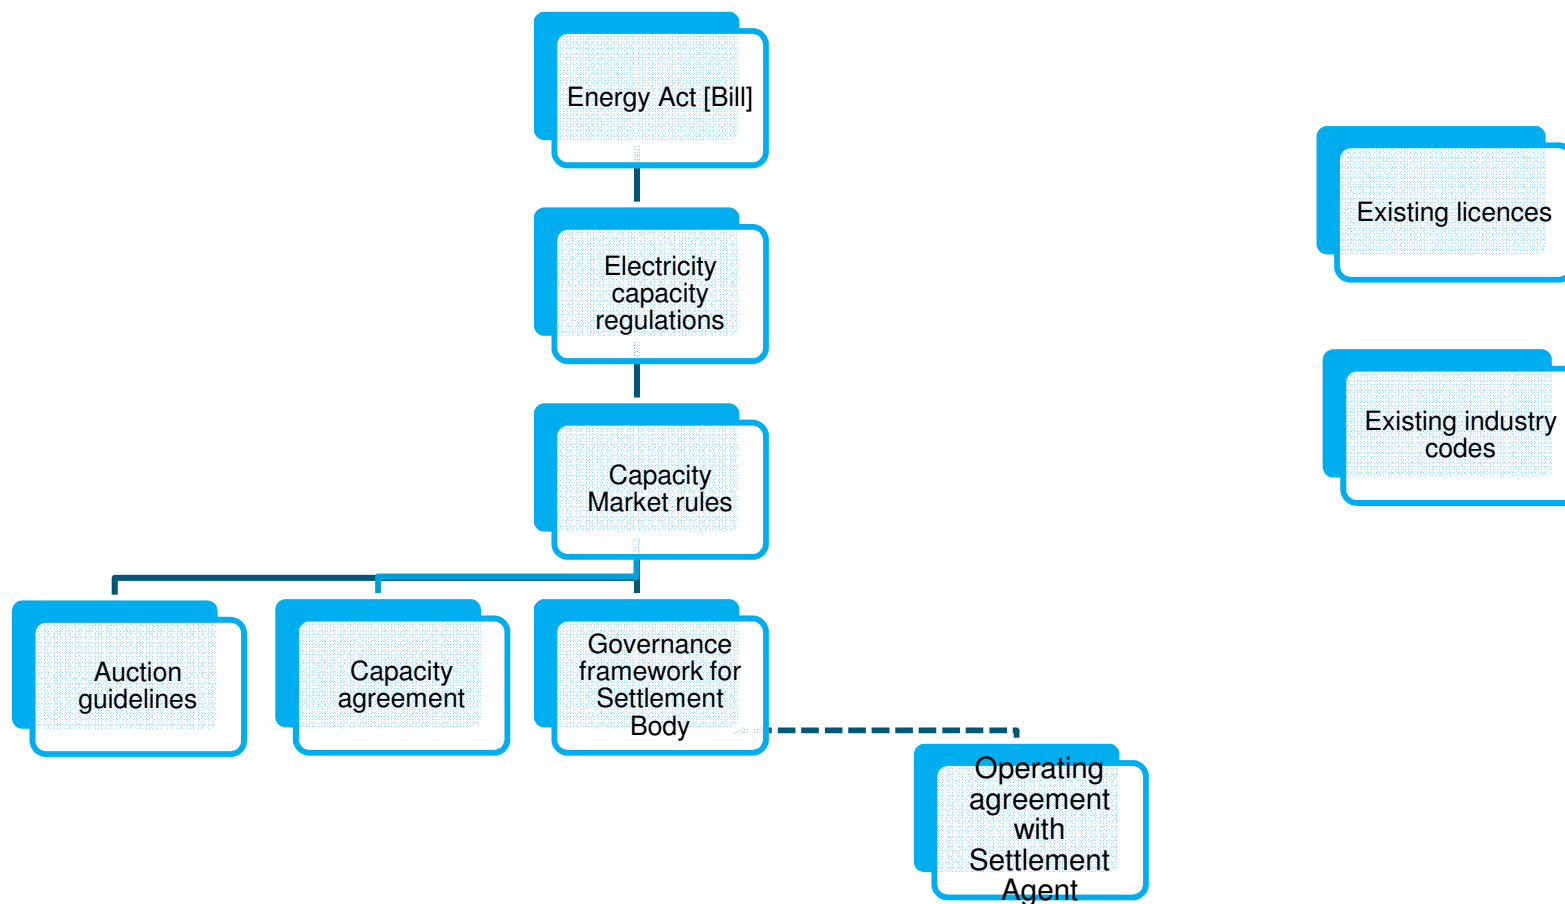 Energy Act [Bill]
Existing licences
Electricity
capacity
regulations
Existing industry
codes
Capacity
Market rules
Auction
guidelines
Capacity
agreement
Governance
framework for
Settlement
Body
Operating
agreement
with
Settlement
Agent